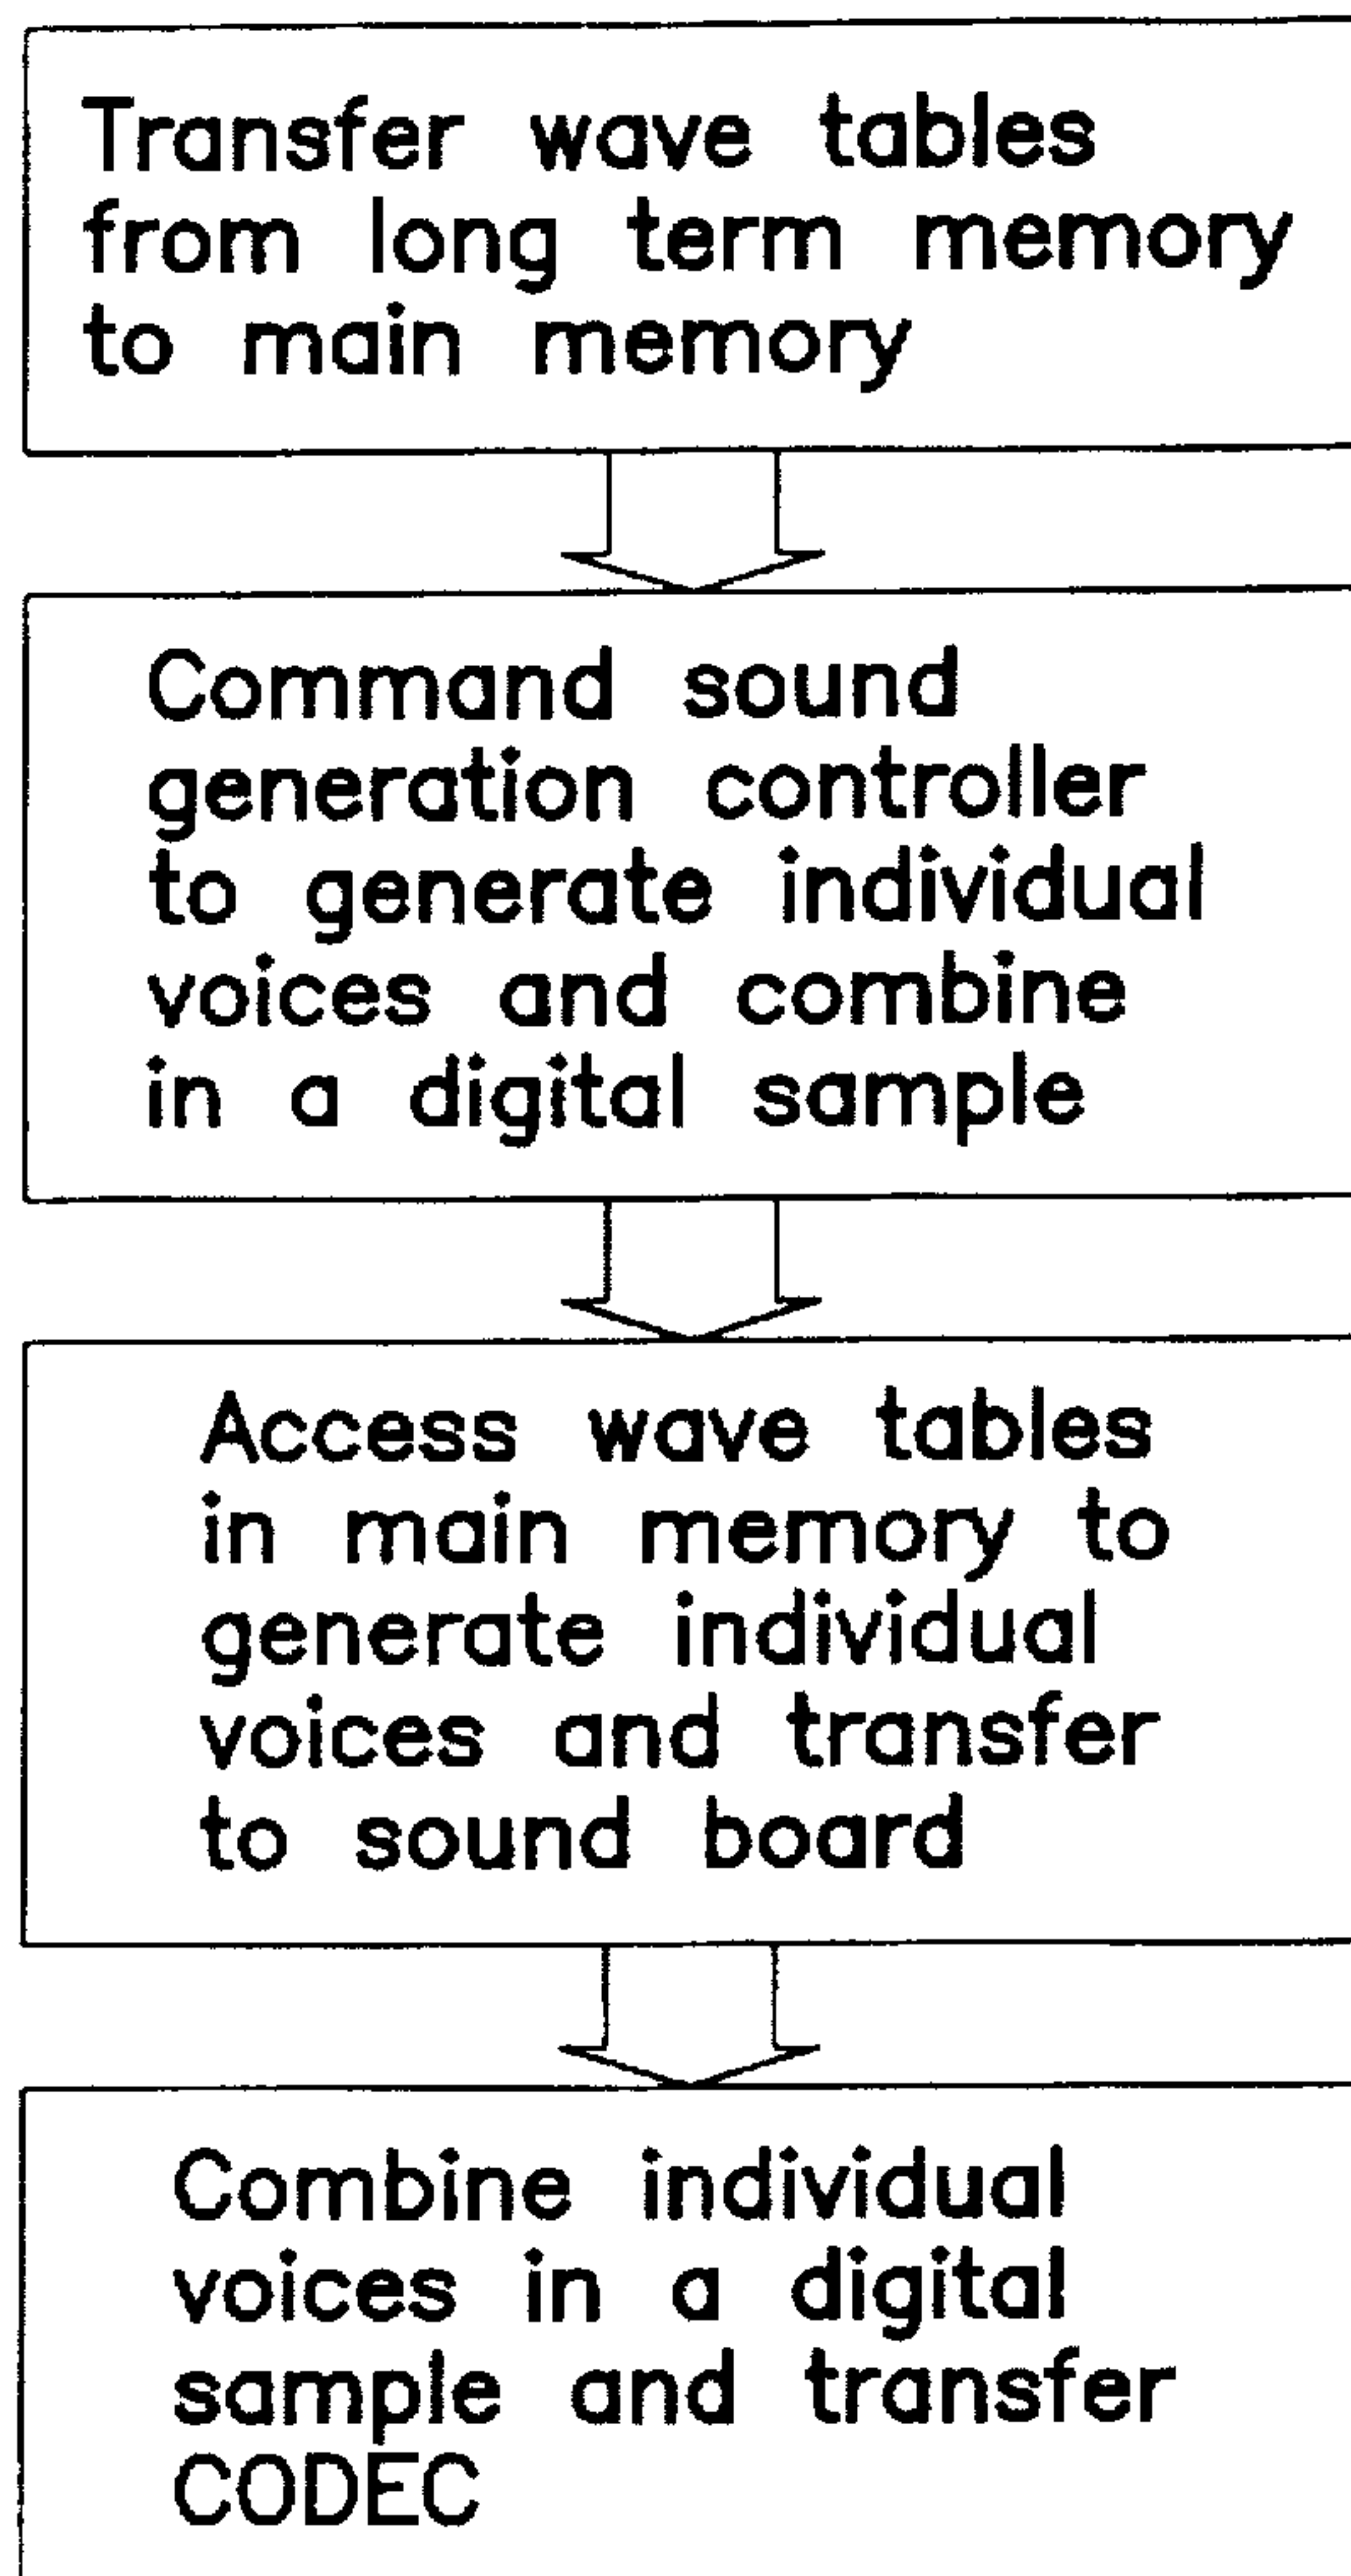 Transfer wave tables
from long term memory
to main memory
Command sound
generation controller
to generate individual
voices and combine
in a digital sample
Access wave tables
in main memory to
generate individual
voices and transfer
to sound board
Combine individual
voices in a digital
sample and transfer
CODEC